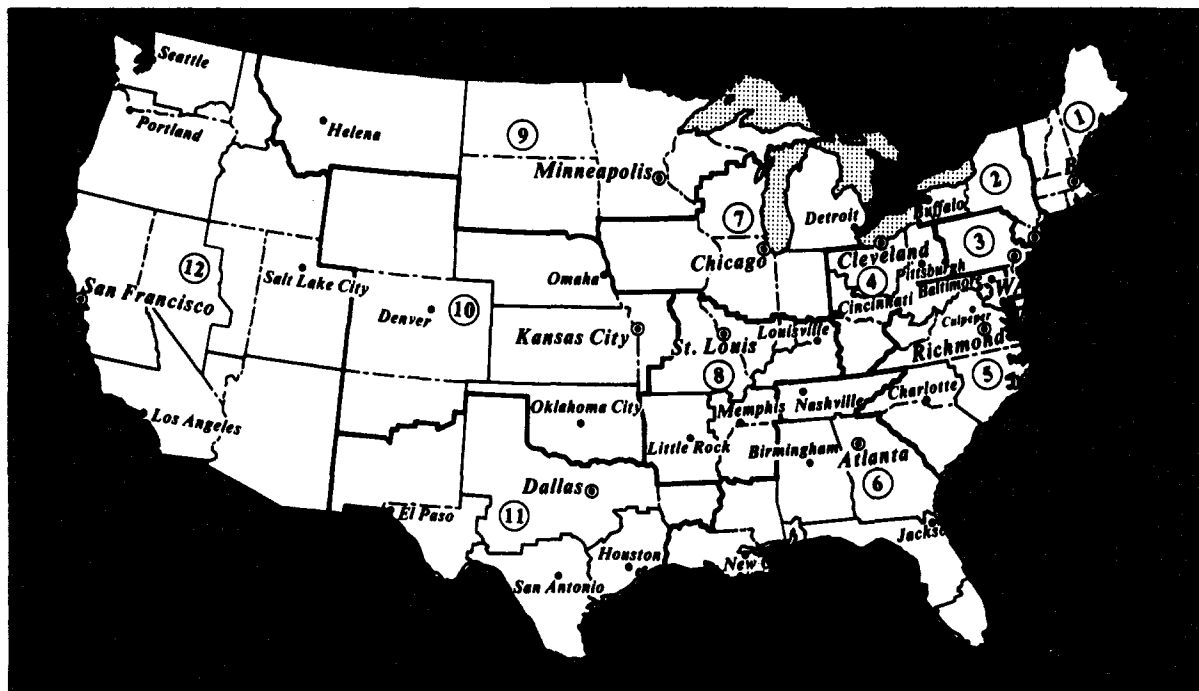 Seattle
Portland
Helena
9
Minneapolis
1
B
2
Buffalo
7
Detroit
Chicago
3
Cleveland
4
Pittsburgh
Cincinnati
Baltimore
W
12
San Francisco
Salt Lake City
Omaha
Denver
10
Kansas City
St. Louis
8
Louisville
Culpeper
Richmond
5
Charlotte
Los Angeles
Oklahoma City
Memphis
Nashville
Little Rock
Birmingham
Atlanta
6
Dallas
11
El Paso
Houston
San Antonio
New
Jackso